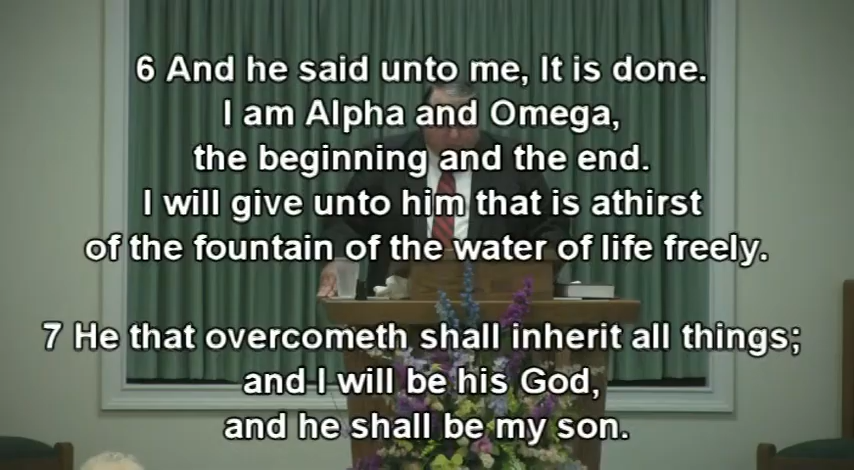 6 And he said unto me, It is done.
I am Alpha and Omega,
the beginning and the end.
I will give unto him that is athirst
of the fountain of the water of life freely.
7 He that overcometh shall inherit all things;
and I will be his God,
and he shall be my son.